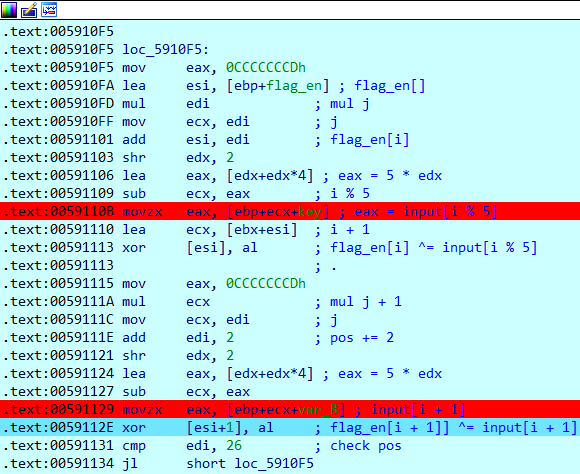 .text:005910F5
.text:005910F5 loc_5910F5:
.text:005910F5 mov eax, 0CCCCCCCDh
.text:005910FA lea esi, [ebp+flag_en] ; flag_en[]
.text:005910FD mul edi ; mul j
.text:005910FF mov ecx, edi ; j
.text:00591101 add esi, edi ; flag_en[i]
.text:00591103 shr edx, 2
.text:00591106 lea eax, [edx+edx*4] ; eax = 5 * edx
.text:00591109 sub ecx, eax ; i % 5
.text:0059110B movzx eax, [ebp+ecx+key] ; eax = input[i % 5]
.text:00591110 lea ecx, [ebx+esi] ; i + 1
.text:00591113 xor [esi], al ; flag_en[i] ^= input[i % 5]
.text:00591113 ; .
.text:00591115 mov eax, 0CCCCCCCDh
.text:0059111A mul ecx ; mul j + 1
.text:0059111C mov ecx, edi ; j
.text:0059111E add edi, 2 ; pos += 2
.text:00591121 shr edx, 2
.text:00591124 lea eax, [edx+edx*4] ; eax = 5 * edx
.text:00591127 sub ecx, eax
.text:00591129 movzx eax, [ebp+ecx+var_B] ; input[i + 1]
.text:0059112E xor [esi+1], al ; flag_en[i + 1]] ^= input[i + 1]
.text:00591131 cmp edi, 26 ; check pos
.text:00591134 jl short loc_5910F5